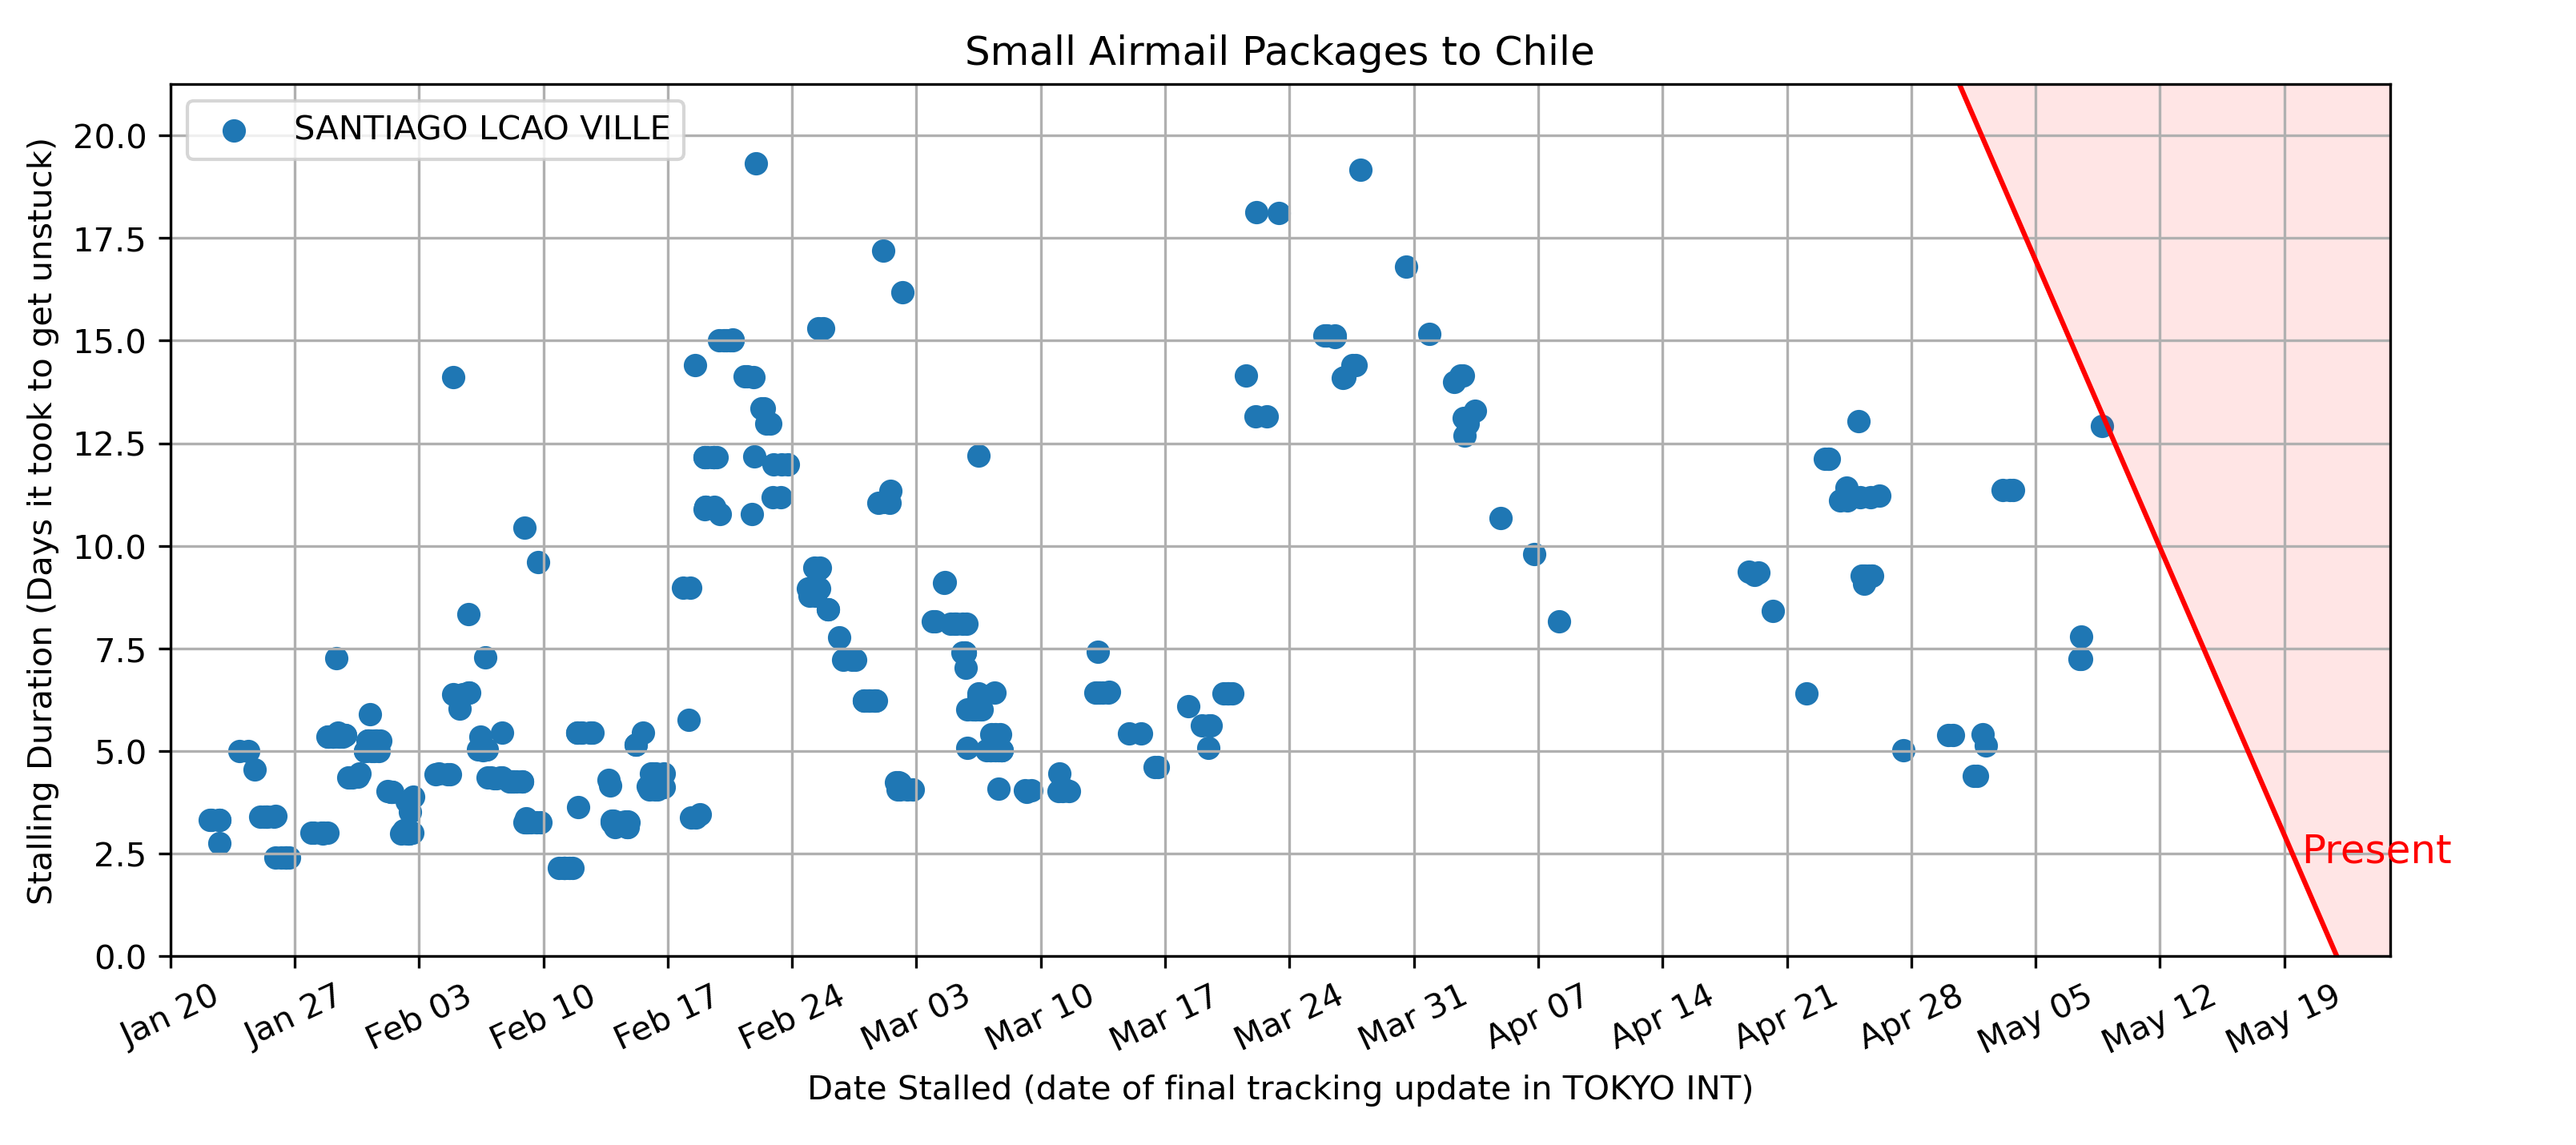 Small Airmail Packages to Chile
SANTIAGO LCAO VILLE
Stalling Duration (Days it took to get unstuck)
20.0
17.5
15.0
12.5
10.0
7.5
5.0
2.5
0.0
Present
Jan 20
Jan 27
Feb 03
Feb 10
Feb 17
Feb 24
Mar 03
Mar 10
Mar 17
Mar 24
Mar 31
Apr 07
Apr 14
Apr 21
Apr 28
May 05
May 12
May 19
Date Stalled (date of final tracking update in TOKYO INT)